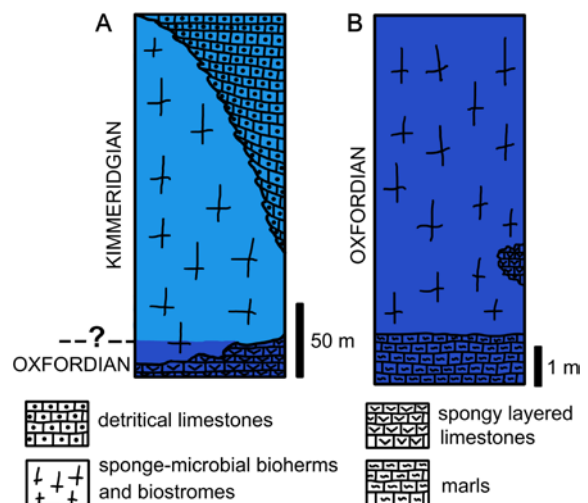 A
B
KIMMERIDGIAN
OXFORDIAN
?
OXFORDIAN
50 m
1 m
detritical limestones
spongy layered
limestones
sponge-microbial bioherms
and biostromes
marls